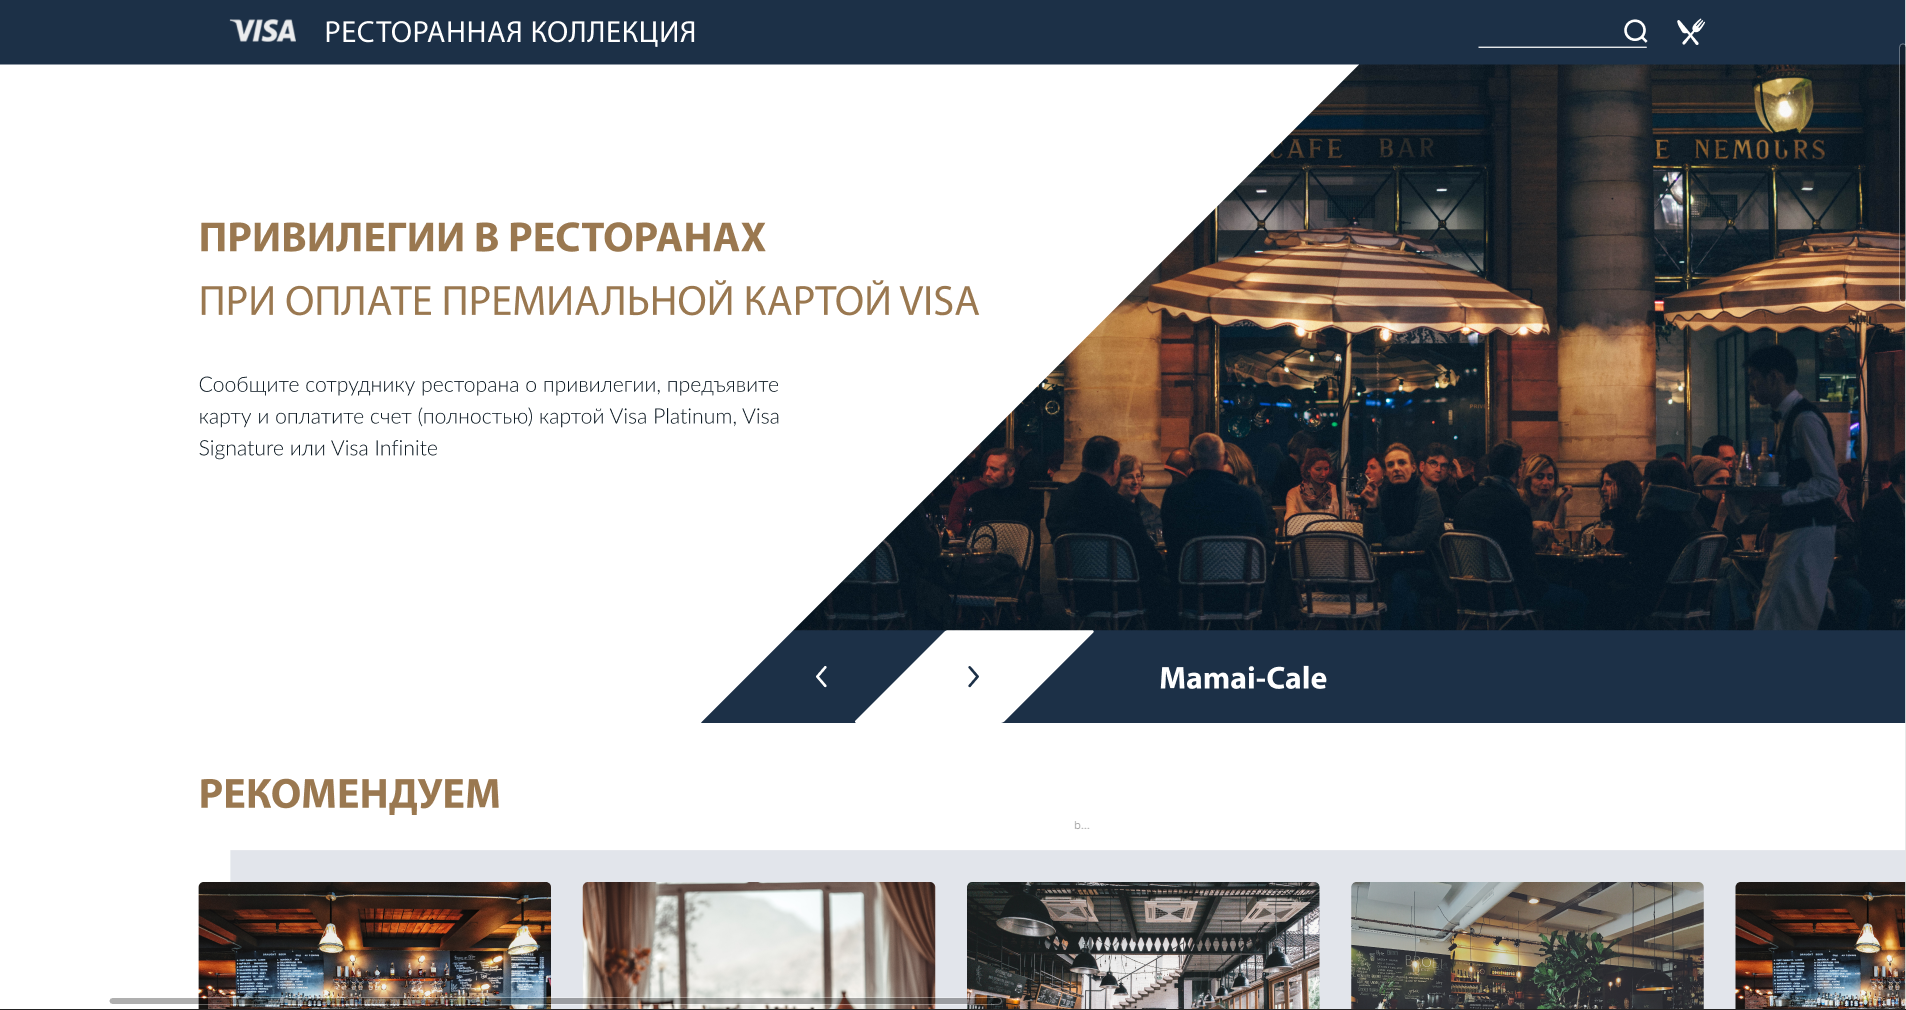 VISA РЕСТОРАННАЯ КОЛЛЕКЦИЯ
CAFE BAR
E NEMOURS
ПРИВИЛЕГИИ В РЕСТОРАНАХ
ПРИ ОПЛАТЕ ПРЕМИАЛЬНОЙ КАРТОЙ VISA
Сообщите сотруднику ресторана о привилегии, предъявите
карту и оплатите счет (полностью) картой Visa Platinum, Visa
Signature или Visa Infinite
Mamai-Cale
РЕКОМЕНДУЕМ
b...